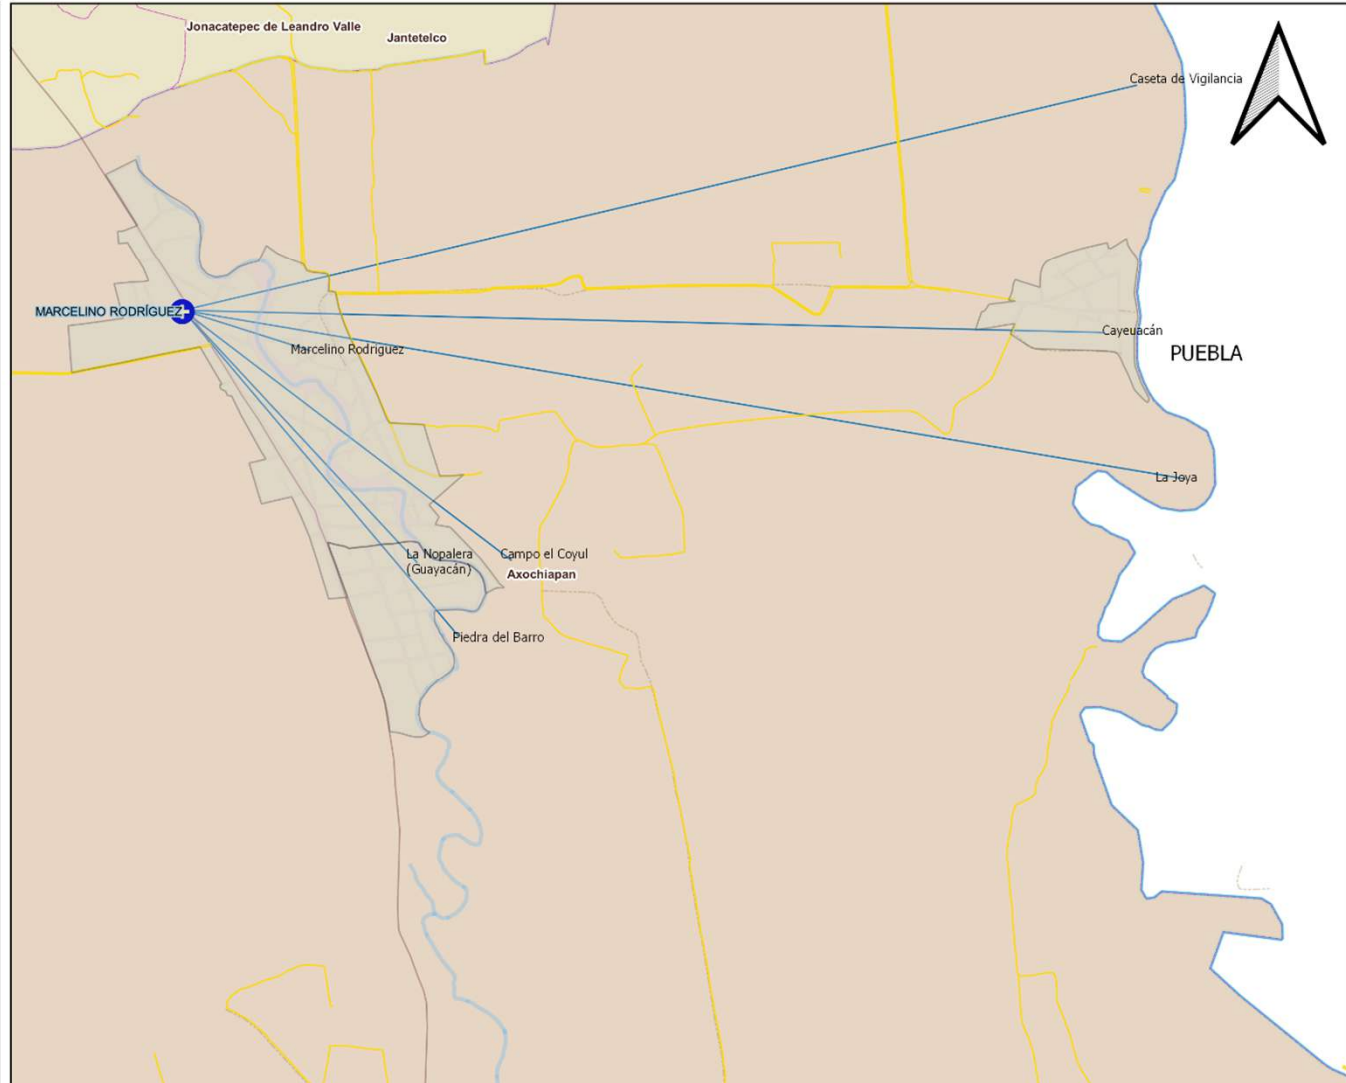 Jonacatepec de Leandro Valle
Jantetelco
Caseta de Vigilancia
MARCELINO RODRÍGUEZ
Marcelino Rodriguez
Cayeuacán
PUEBLA
La Joya
La Nopalera
(Guayacán)
Campo el Coyul
Axochiapan
Piedra del Barro